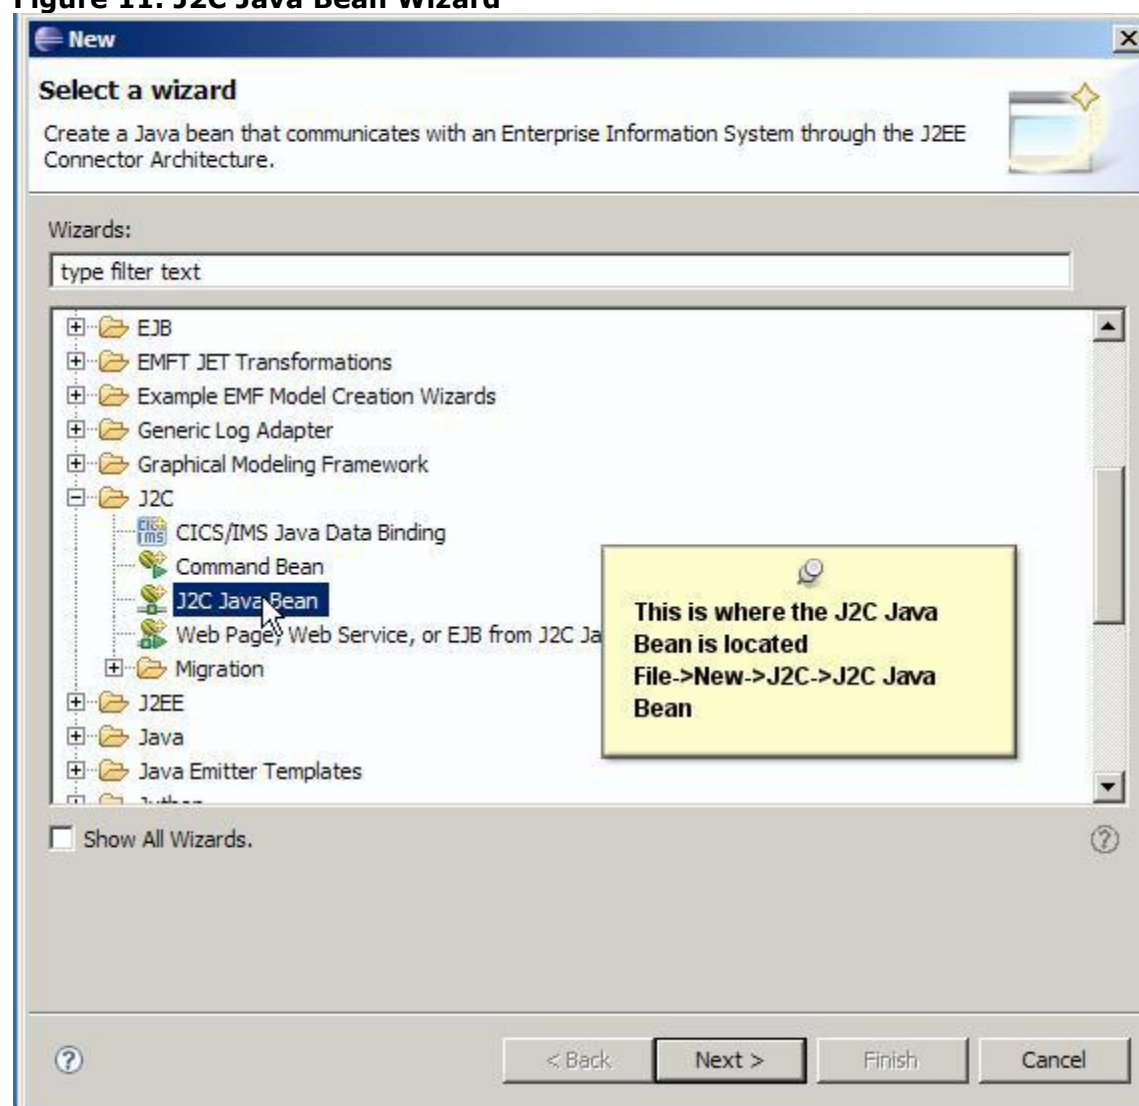 Figure 11. J2C Java Bean Wizard
New
Select a wizard
Create a Java bean that communicates with an Enterprise Information System through the J2EE
Connector Architecture.
Wizards:
type filter text
EJB
EMFT JET Transformations
Example EMF Model Creation Wizards
Generic Log Adapter
Graphical Modeling Framework
J2C
CICS/IMS Java Data Binding
Command Bean
J2C Java Bean
Web Page, Web Service, or EJB from J2C Ja
Migration
J2EE
Java
Java Emitter Templates
This is where the J2C Java
Bean is located
File->New->J2C->J2C Java
Bean
Show All Wizards.
< Back
Next >
Finish
Cancel